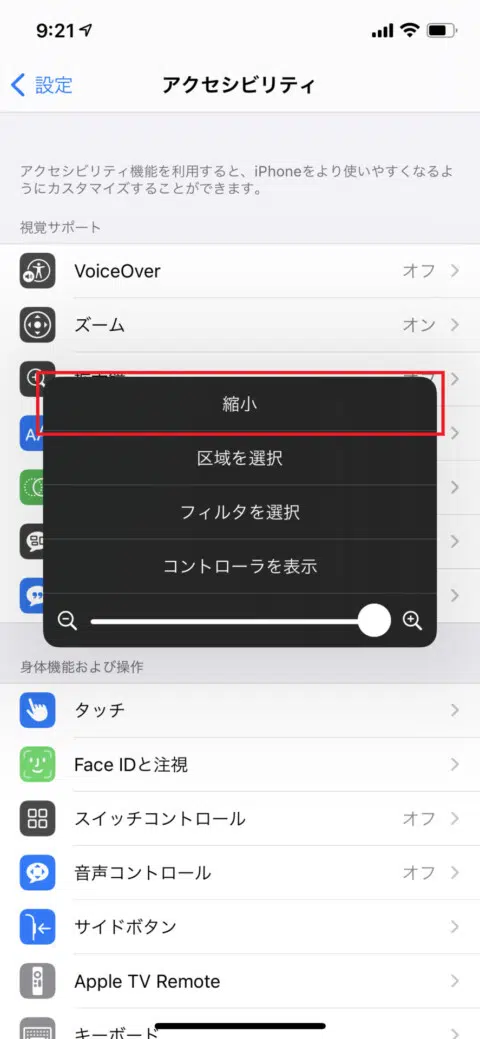 9:21
設定
アクセシビリティ
アクセシビリティ機能を利用すると、iPhoneをより使いやすくなるよ
うにカスタマイズすることができます。
視覚サポート
VoiceOver オフ
ズーム オン
縮小
区域を選択
フィルタを選択
コントローラを表示
身体機能および操作
タッチ
Face IDと注視
スイッチコントロール オフ
音声コントロール オフ
サイドボタン
Apple TV Remote
キーボード